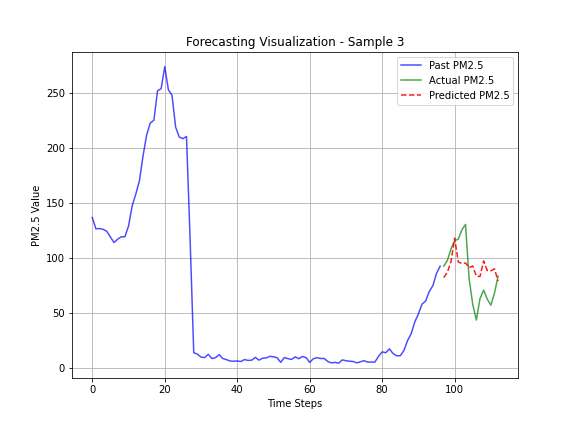 Forecasting Visualization - Sample 3
Past PM2.5
Actual PM2.5
Predicted PM2.5
PM2.5 Value
250
200
150
100
50
0
0 20 40 60 80 100
Time Steps